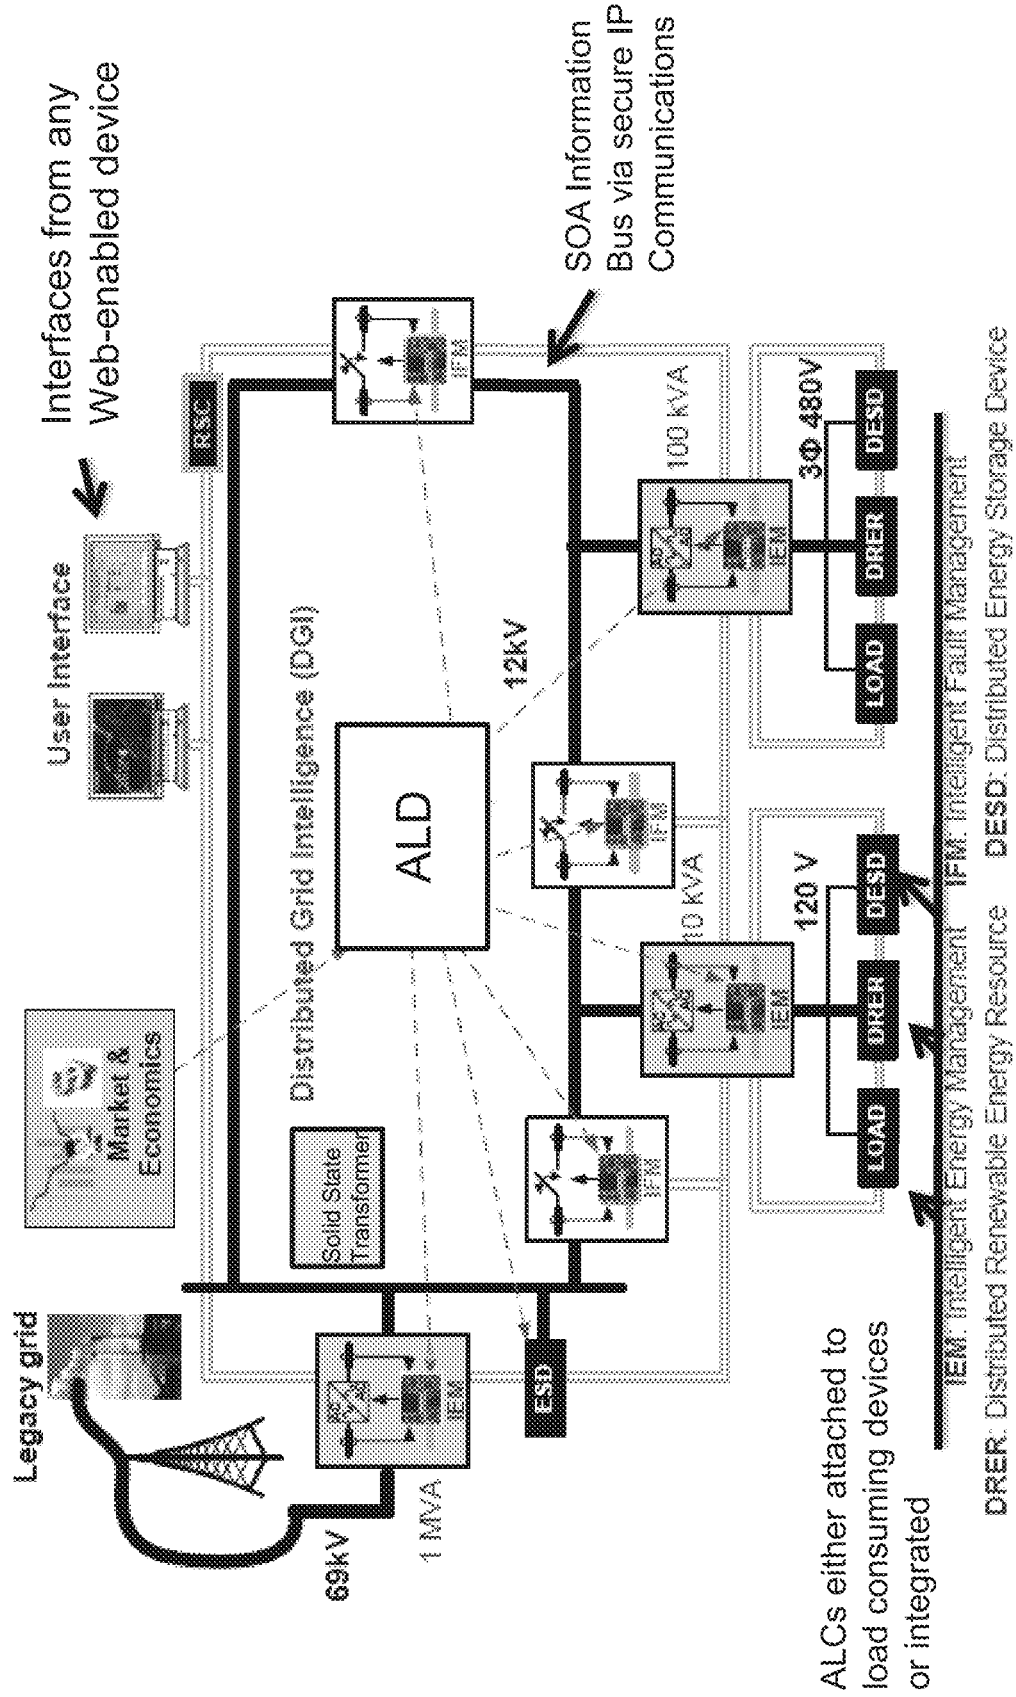 Legacy grid
Market &
Economics
User Interface
Interfaces from any
Web-enabled device
RSC
69kV
1 MVA
IEM
Solid State
Transformer
Distributed Grid Intelligence (DGI)
ALD
12kV
IFM
SOA Information
Bus via secure IP
Communications
ESD
IFM
IFM
10 kVA
IEM
100 kVA
IEM
120 V
3Φ 480V
LOAD
DRER
DESD
LOAD
DRER
DESD
ALCs either attached to
load consuming devices
or integrated
IEM: Intelligent Energy Management IFM: Intelligent Fault Management
DRER: Distributed Renewable Energy Resource DESD: Distributed Energy Storage Device